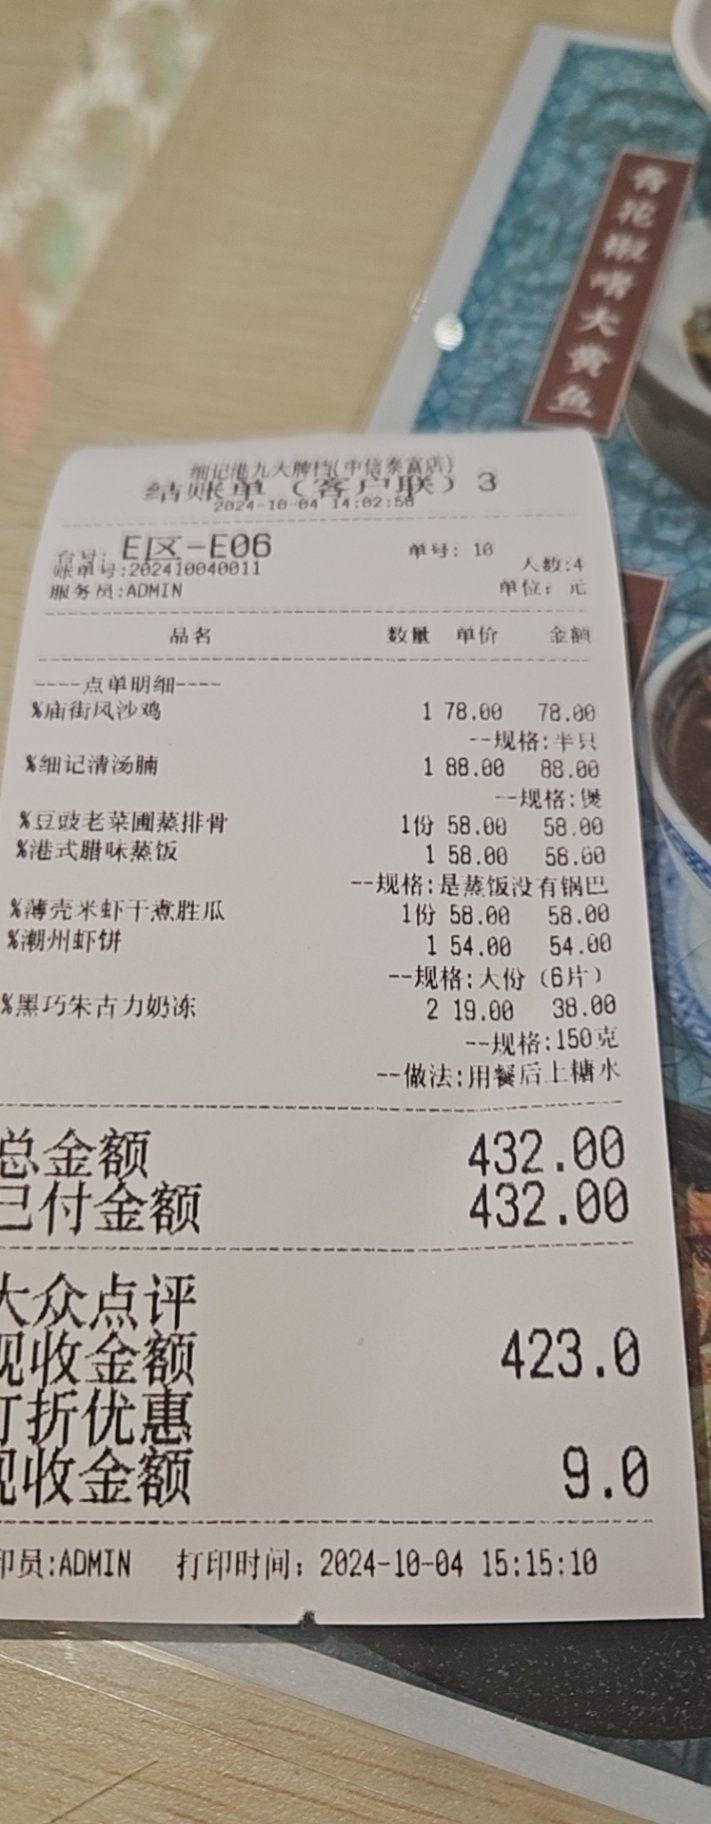 青花椒嗜大黄鱼
细记港九大牌档(中信泰富店)
结账单（客户联）3
2024-10-04 14:02:56
台号: E区-E06 单号: 10
账单号:202410040011 人数:4
服务员:ADMIN 单位: 元
品名 数量 单价 金额
----点单明细----
%庙街风沙鸡 1 78.00 78.00
--规格:半只
%细记清汤腩 1 88.00 88.00
--规格:煲
%豆豉老菜圃蒸排骨 1份 58.00 58.00
%港式腊味蒸饭 1 58.00 58.00
--规格:是蒸饭没有锅巴
%薄壳米虾干煮胜瓜 1份 58.00 58.00
%潮州虾饼 1 54.00 54.00
--规格:大份（6片）
%黑巧朱古力奶冻 2 19.00 38.00
--规格:150克
--做法:用餐后上糖水
总金额 432.00
已付金额 432.00
大众点评
现收金额 423.0
打折优惠
现收金额 9.0
印员:ADMIN 打印时间: 2024-10-04 15:15:10